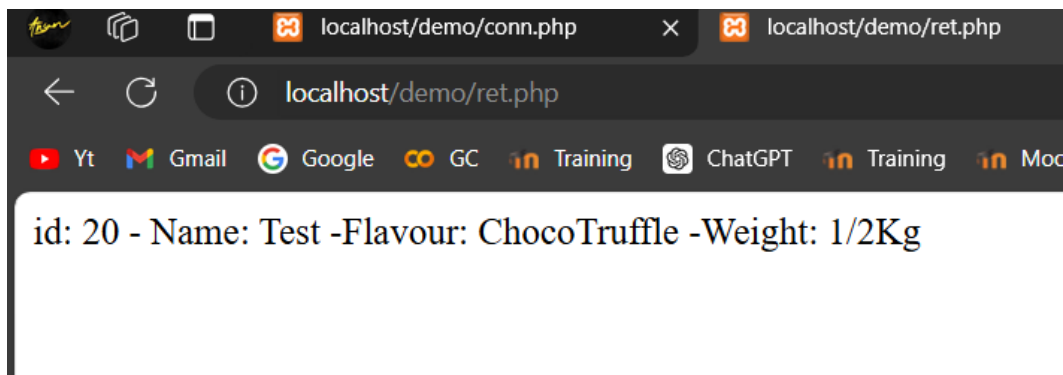 localhost/demo/conn.php
localhost/demo/ret.php
localhost/demo/ret.php
Yt Gmail Google GC Training ChatGPT Training Moc
id: 20 - Name: Test -Flavour: ChocoTruffle -Weight: 1/2Kg